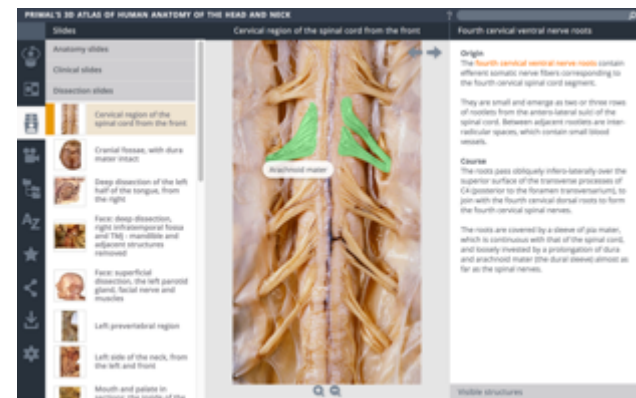 PRIMAL'S 3D ATLAS OF HUMAN ANATOMY OF THE HEAD AND NECK
?
Slides
Cervical region of the spinal cord from the front
Fourth cervical ventral nerve roots
Anatomy slides
Clinical slides
Dissection slides
Cervical region of the
spinal cord from the front
Cranial fossae, with dura
mater intact
Deep dissection of the left
half of the tongue, from
the right
Face: deep dissection,
right infratemporal fossa
and TMJ - mandible and
adjacent structures
removed
Face: superficial
dissection, the left parotid
gland, facial nerve and
muscles
Left prevertebral region
Left side of the neck, from
the left and front
Mouth and palate in
sections: the inside of the
AZ
Arachnoid mater
Origin
The fourth cervical ventral nerve roots contain
efferent somatic nerve fibers corresponding to
the fourth cervical spinal cord segment.
They are small and emerge as two or three rows
of rootlets from the antero-lateral sulci of the
spinal cord. Between adjacent rootlets are inter-
radicular spaces, which contain small blood
vessels.
Course
The roots pass obliquely infero-laterally over the
superior surface of the transverse processes of
C4 (posterior to the foramen transversarium), to
join with the fourth cervical dorsal roots to form
the fourth cervical spinal nerves.
The roots are covered by a sleeve of pia mater,
which is continuous with that of the spinal cord,
and loosely invested by a prolongation of dura
and arachnoid mater (the dural sleeve) almost as
far as the spinal nerves.
Visible structures